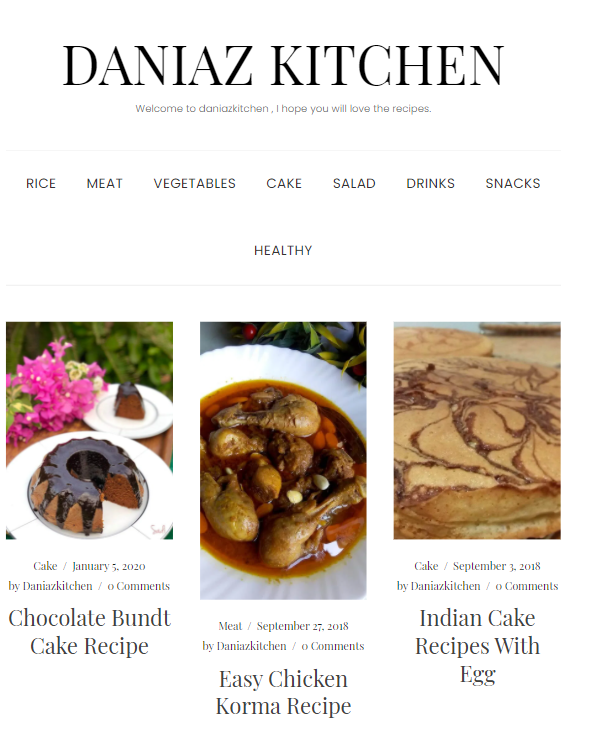 DANIAZ KITCHEN
Welcome to daniazkitchen , I hope you will love the recipes.
RICE MEAT VEGETABLES CAKE SALAD DRINKS SNACKS
HEALTHY
Cake / January 5, 2020
by Daniazkitchen / 0 Comments
Chocolate Bundt
Cake Recipe
Meat / September 27, 2018
by Daniazkitchen / 0 Comments
Easy Chicken
Korma Recipe
Cake / September 3, 2018
by Daniazkitchen / 0 Comments
Indian Cake
Recipes With
Egg